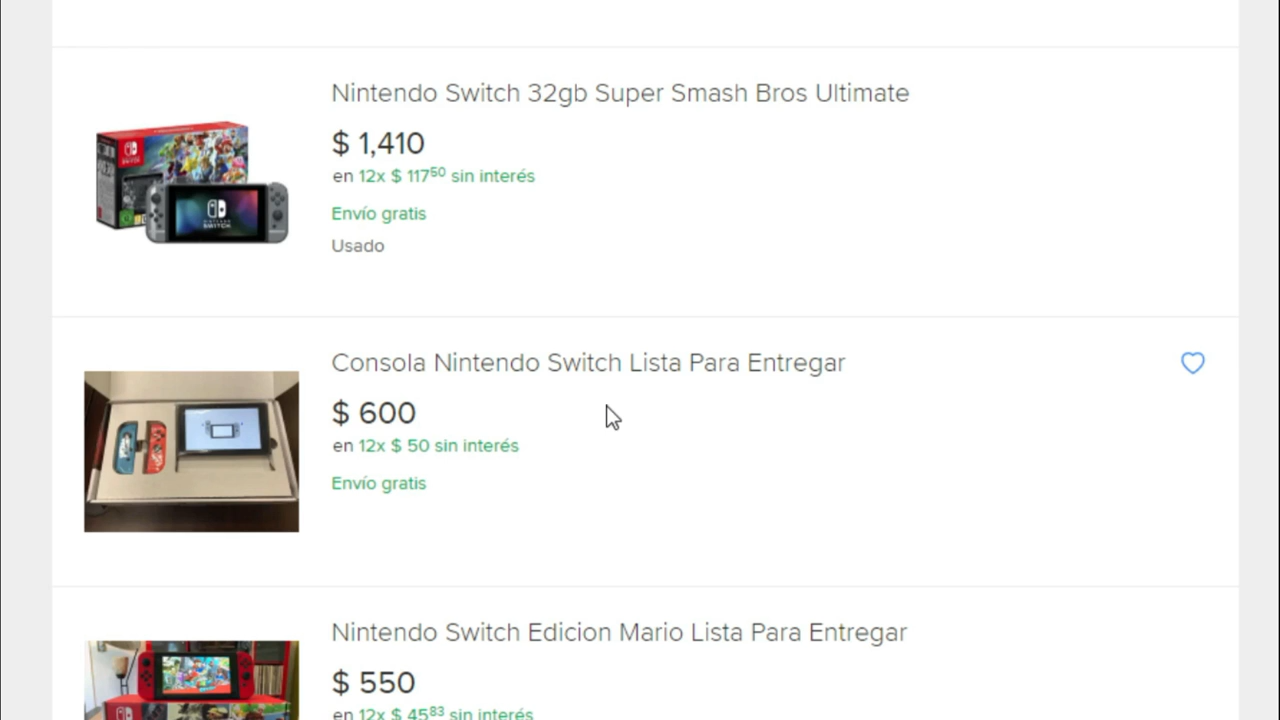 Nintendo Switch 32gb Super Smash Bros Ultimate
$ 1,410
en 12x $ 117⁵⁰ sin interés
Envío gratis
Usado
Consola Nintendo Switch Lista Para Entregar
$ 600
en 12x $ 50 sin interés
Envío gratis
Nintendo Switch Edicion Mario Lista Para Entregar
$ 550
en 12x $ 45⁸³ sin interés